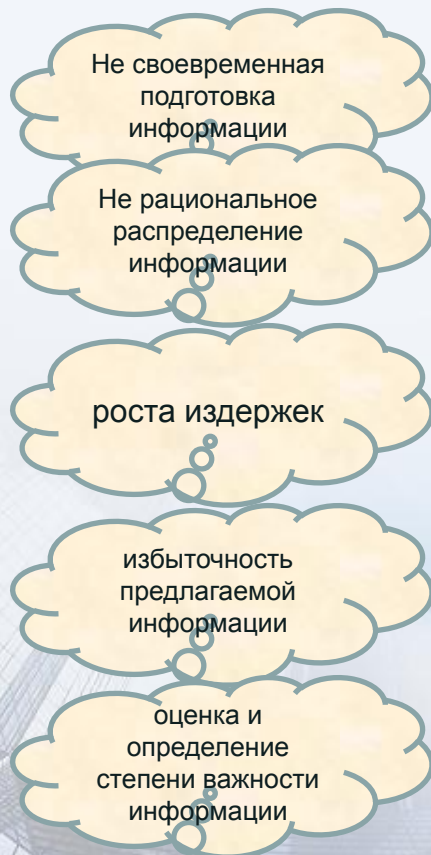 Не своевременная
подготовка
информации
Не рациональное
распределение
информации
роста издержек
избыточность
предлагаемой
информации
оценка и
определение
степени важности
информации